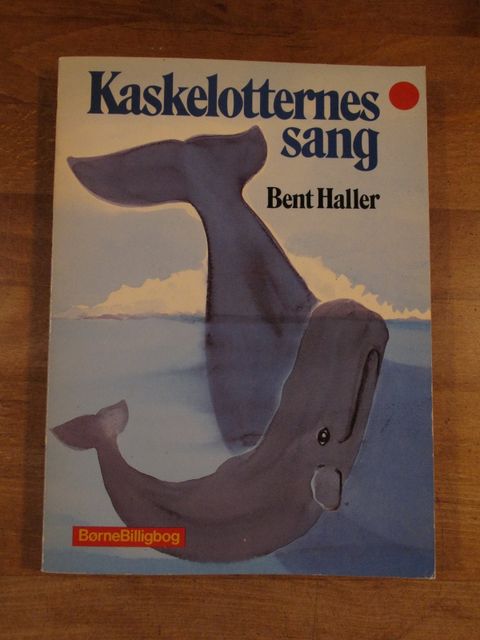 Kaskelotternes
sang
Bent Haller
BørneBilligbog